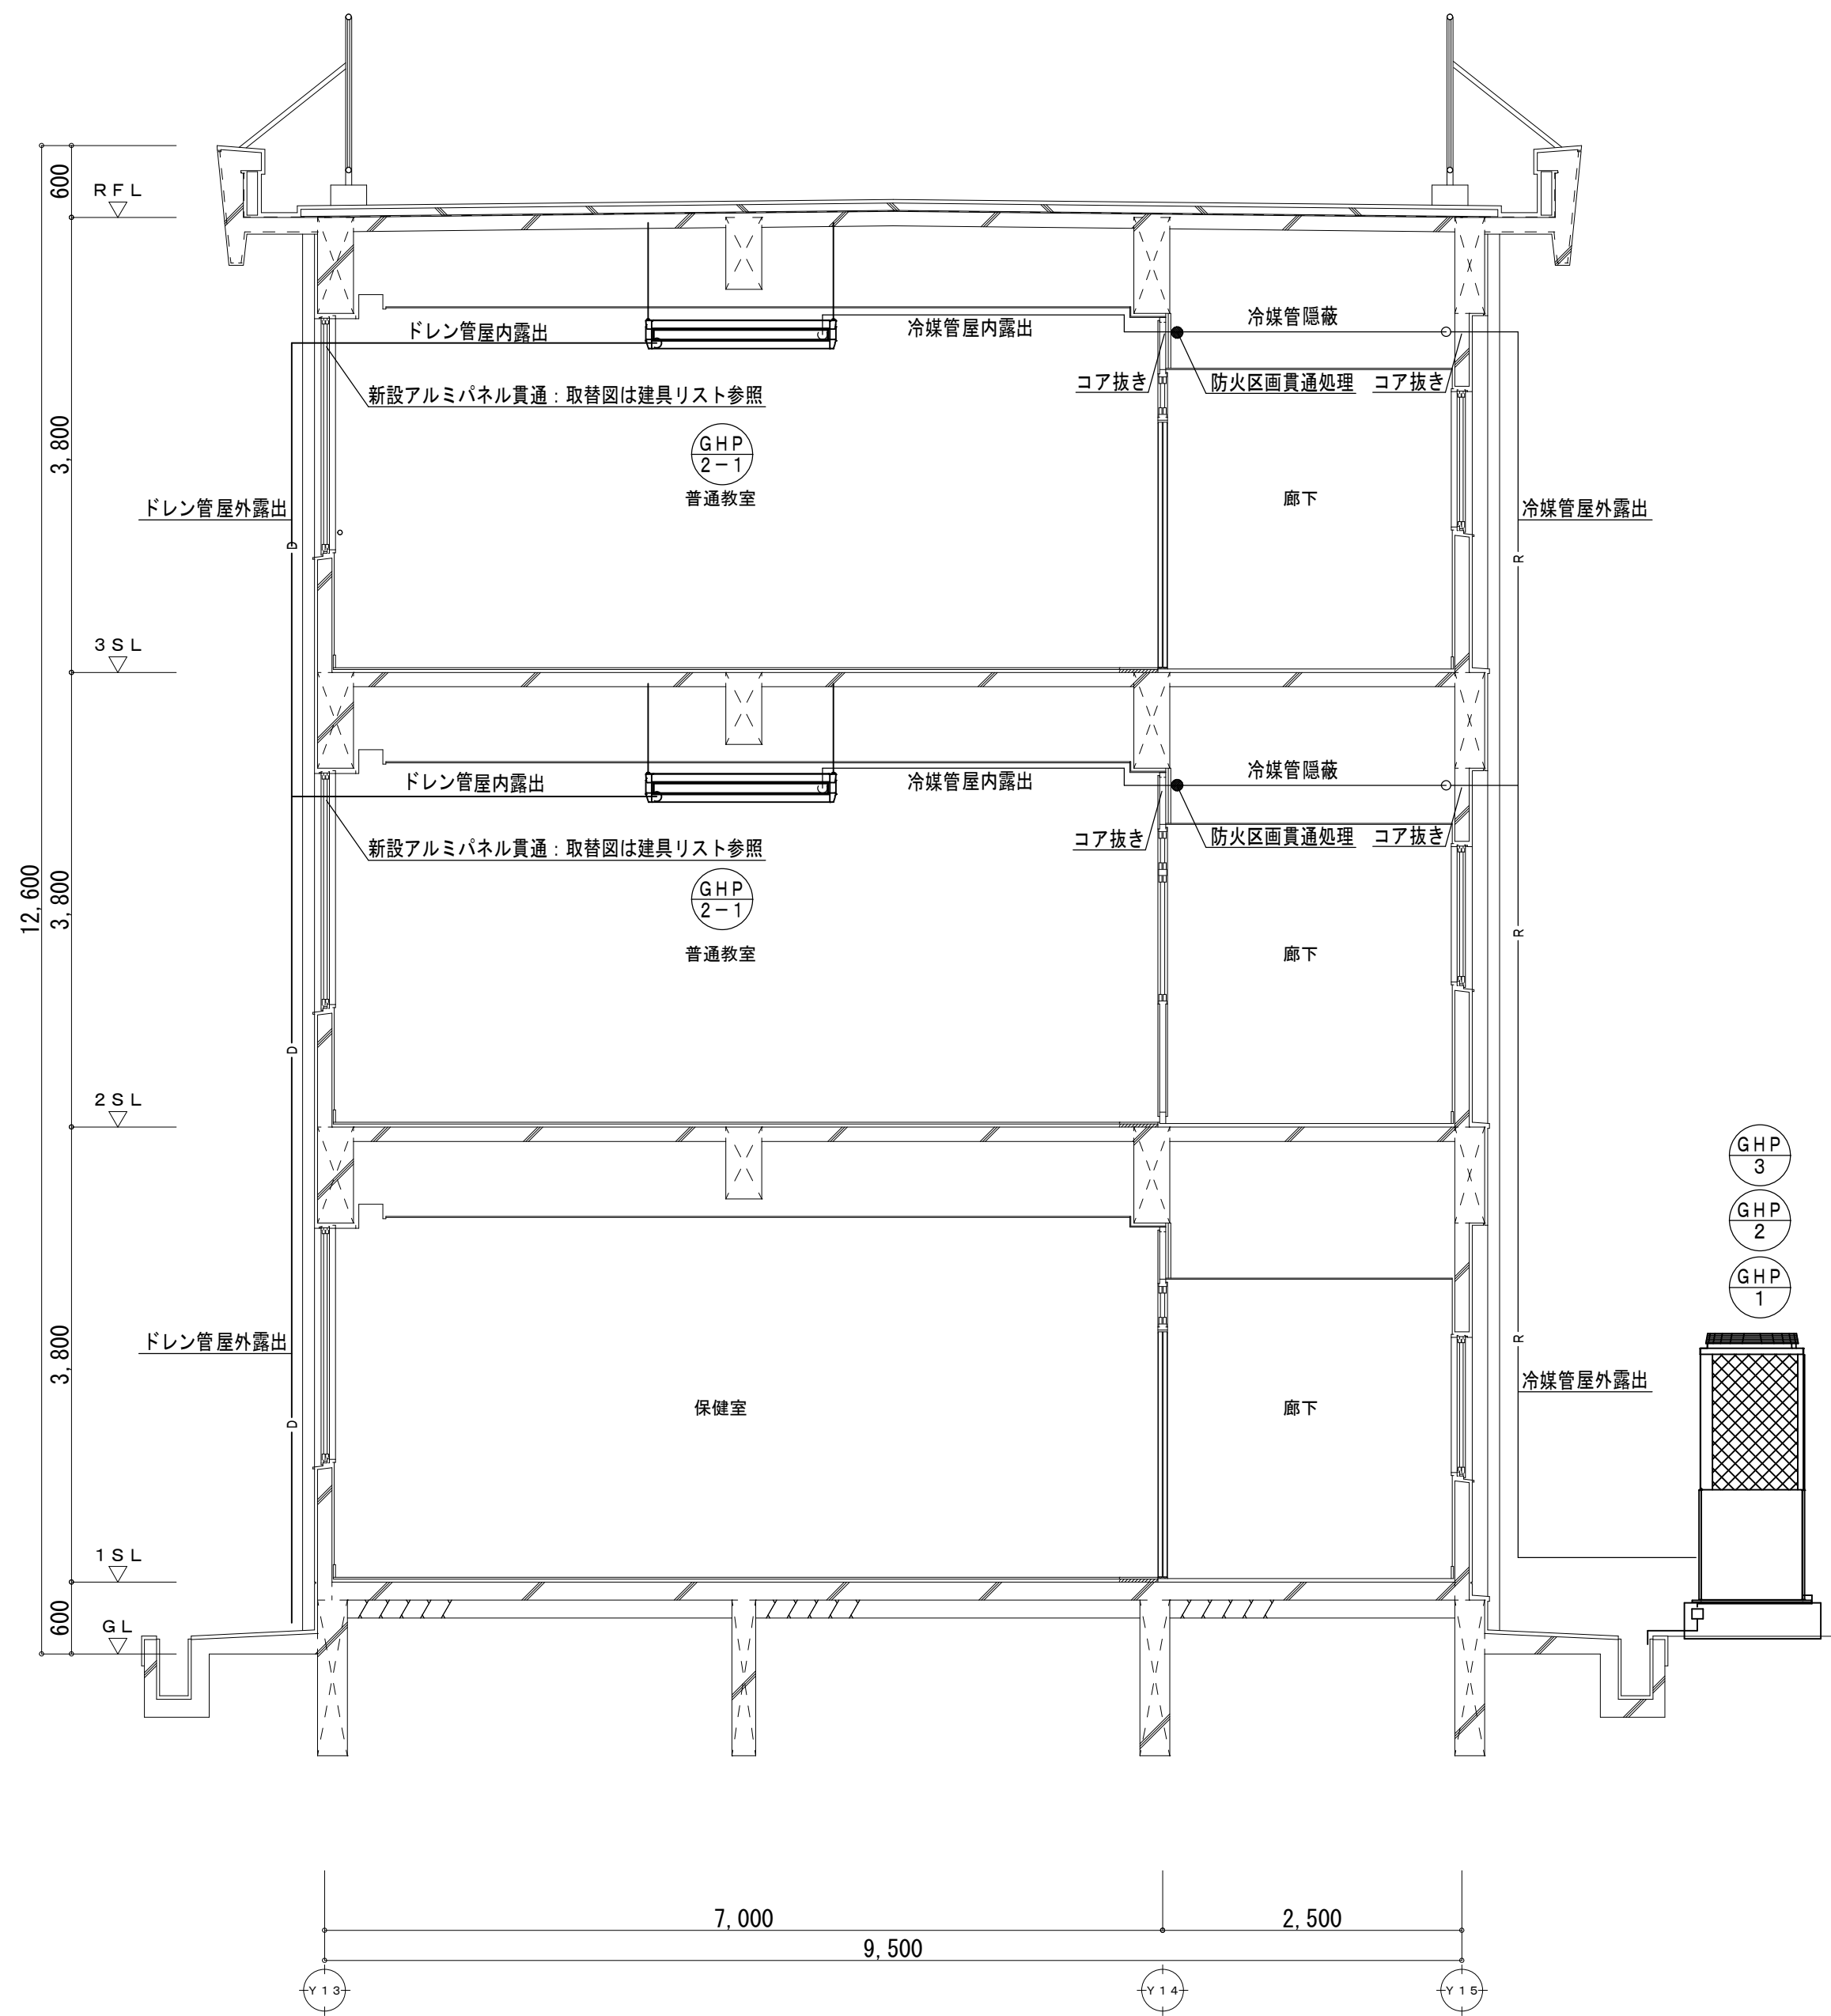 600
RFL
ドレン管屋内露出
冷媒管屋内露出
冷媒管隠蔽
新設アルミパネル貫通：取替図は建具リスト参照
コア抜き
防火区画貫通処理
コア抜き
3,800
GHP
2-1
普通教室
廊下
ドレン管屋外露出
冷媒管屋外露出
D
R
3SL
ドレン管屋内露出
冷媒管屋内露出
冷媒管隠蔽
新設アルミパネル貫通：取替図は建具リスト参照
コア抜き
防火区画貫通処理
コア抜き
12,600
3,800
GHP
2-1
普通教室
廊下
R
D
2SL
GHP
3
GHP
2
GHP
1
3,800
ドレン管屋外露出
R
冷媒管屋外露出
保健室
廊下
D
1SL
600
GL
7,000
2,500
9,500
Y13
Y14
Y15